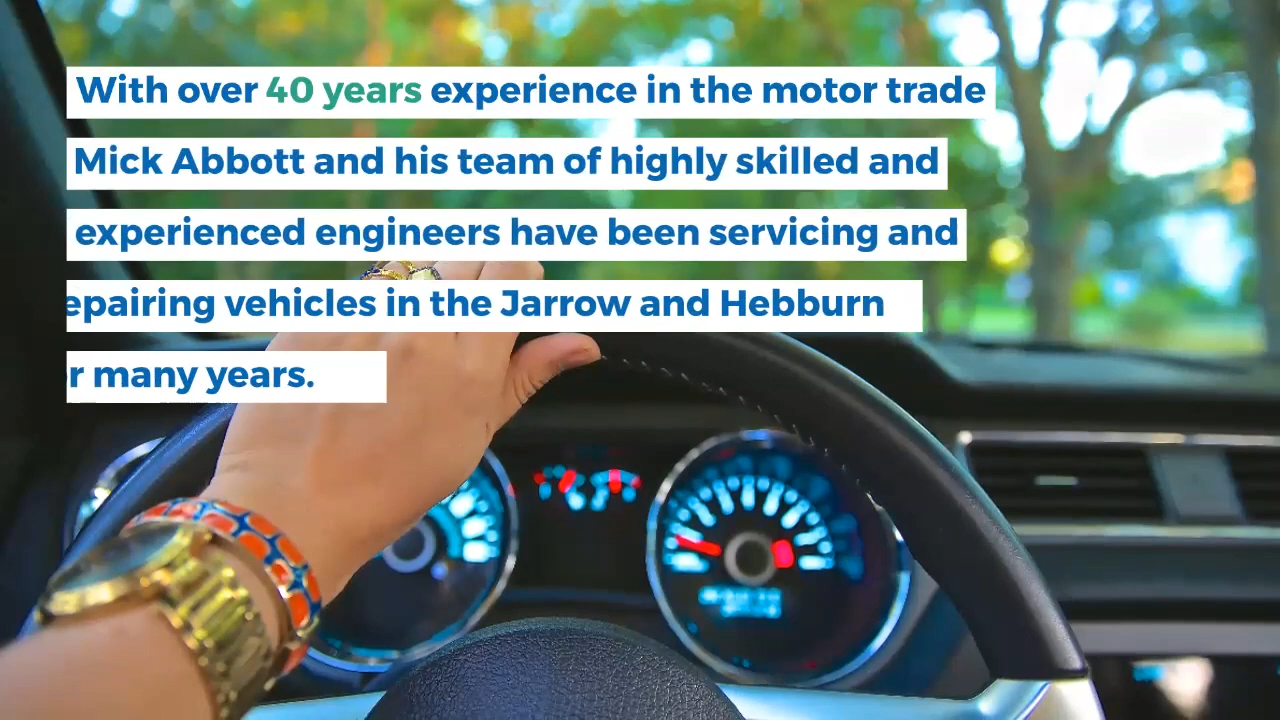 With over 40 years experience in the motor trade
Mick Abbott and his team of highly skilled and
experienced engineers have been servicing and
epairing vehicles in the Jarrow and Hebburn
r many years.